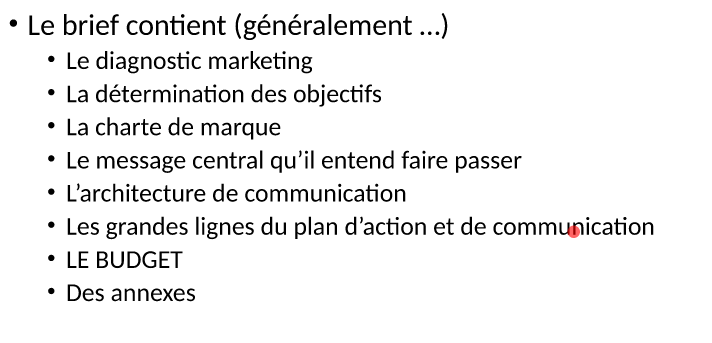 • Le brief contient (généralement …)
• Le diagnostic marketing
• La détermination des objectifs
• La charte de marque
• Le message central qu’il entend faire passer
• L’architecture de communication
• Les grandes lignes du plan d’action et de communication
• LE BUDGET
• Des annexes